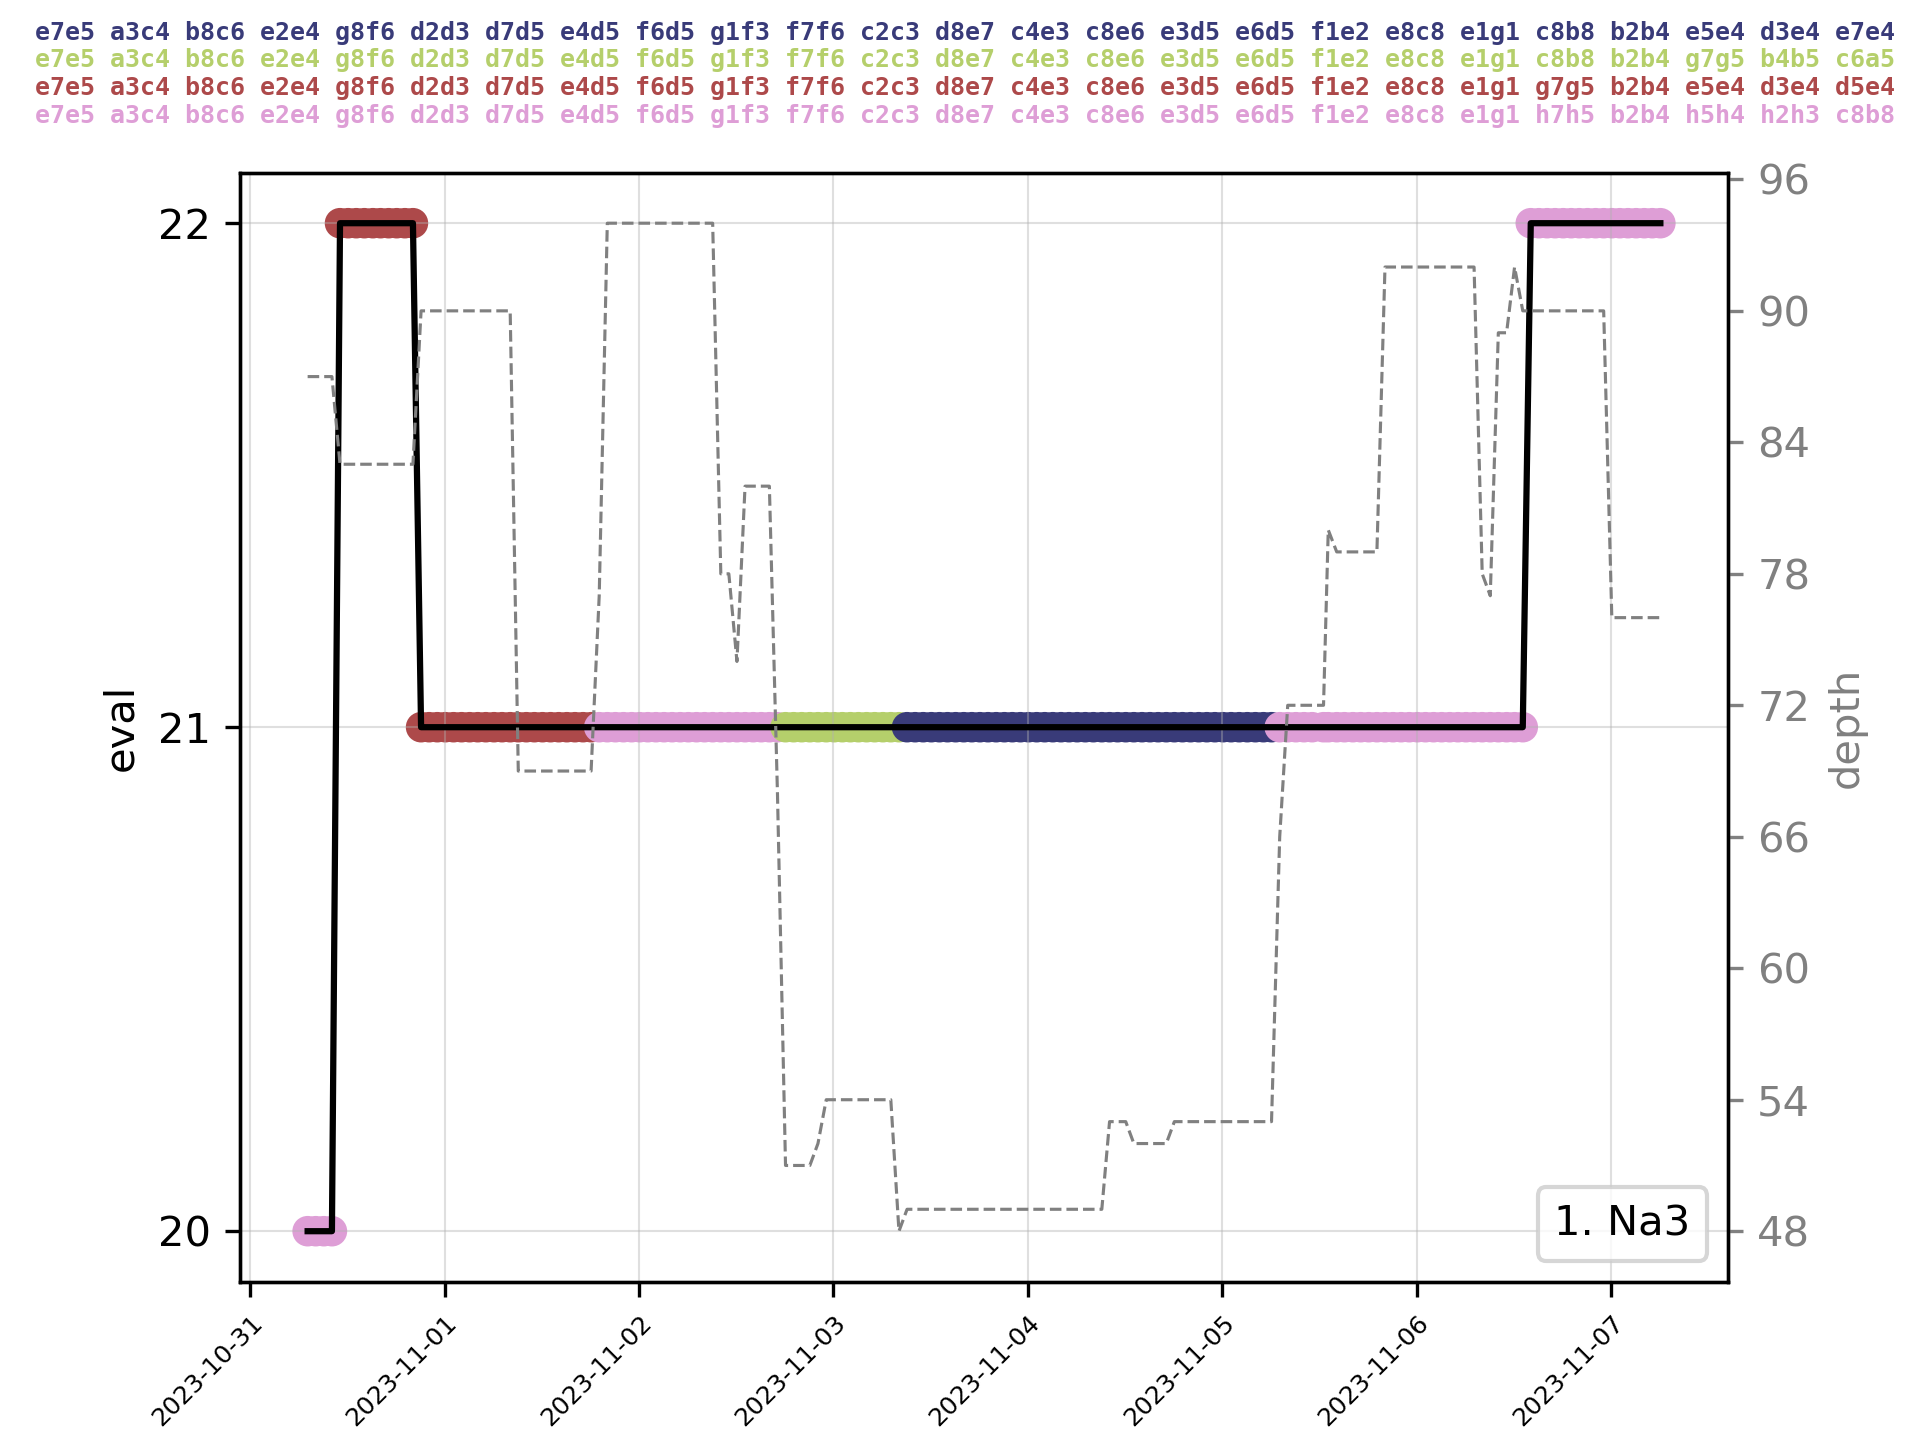 e7e5 a3c4 b8c6 e2e4 g8f6 d2d3 d7d5 e4d5 f6d5 g1f3 f7f6 c2c3 d8e7 c4e3 c8e6 e3d5 e6d5 f1e2 e8c8 e1g1 c8b8 b2b4 e5e4 d3e4 e7e4
e7e5 a3c4 b8c6 e2e4 g8f6 d2d3 d7d5 e4d5 f6d5 g1f3 f7f6 c2c3 d8e7 c4e3 c8e6 e3d5 e6d5 f1e2 e8c8 e1g1 c8b8 b2b4 g7g5 b4b5 c6a5
e7e5 a3c4 b8c6 e2e4 g8f6 d2d3 d7d5 e4d5 f6d5 g1f3 f7f6 c2c3 d8e7 c4e3 c8e6 e3d5 e6d5 f1e2 e8c8 e1g1 g7g5 b2b4 e5e4 d3e4 d5e4
e7e5 a3c4 b8c6 e2e4 g8f6 d2d3 d7d5 e4d5 f6d5 g1f3 f7f6 c2c3 d8e7 c4e3 c8e6 e3d5 e6d5 f1e2 e8c8 e1g1 h7h5 b2b4 h5h4 h2h3 c8b8
22
21
20
eval
96
90
84
78
72
66
60
54
48
depth
1. Na3
2023-10-31
2023-11-01
2023-11-02
2023-11-03
2023-11-04
2023-11-05
2023-11-06
2023-11-07